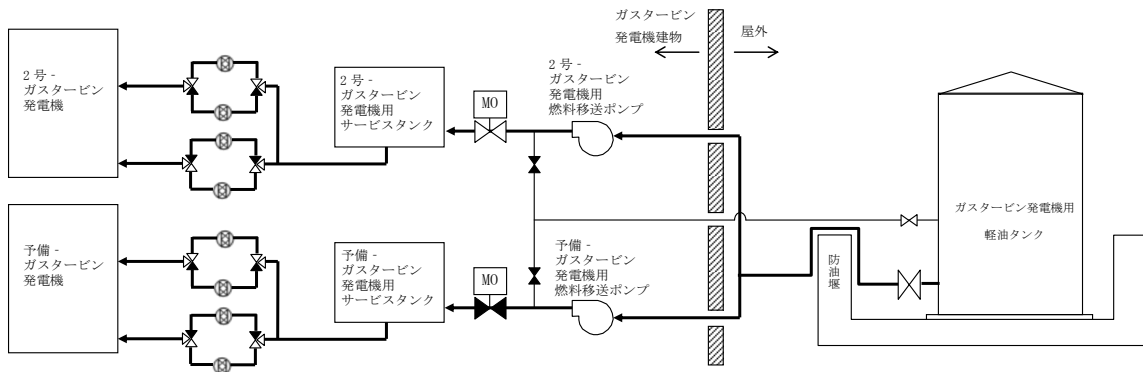 ガスタービン
発電機建物
屋外
2号-
ガスタービン
発電機
2号-
ガスタービン
発電機用
サービスタンク
MO
2号-
ガスタービン
発電機用
燃料移送ポンプ
ガスタービン発電機用
軽油タンク
防油堰
予備-
ガスタービン
発電機
予備-
ガスタービン
発電機用
サービスタンク
MO
予備-
ガスタービン
発電機用
燃料移送ポンプ